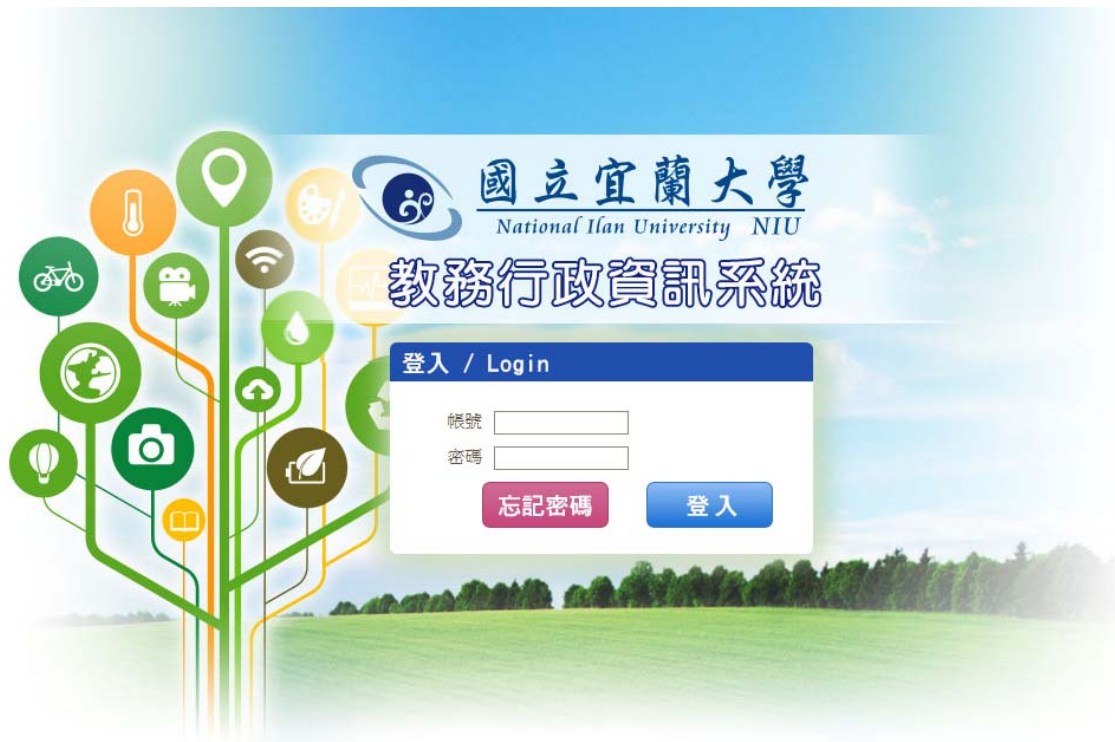 國立宜蘭大學
National Ilan University NIU
教務行政資訊系統
登入 / Login
帳號
密碼
忘記密碼 登入